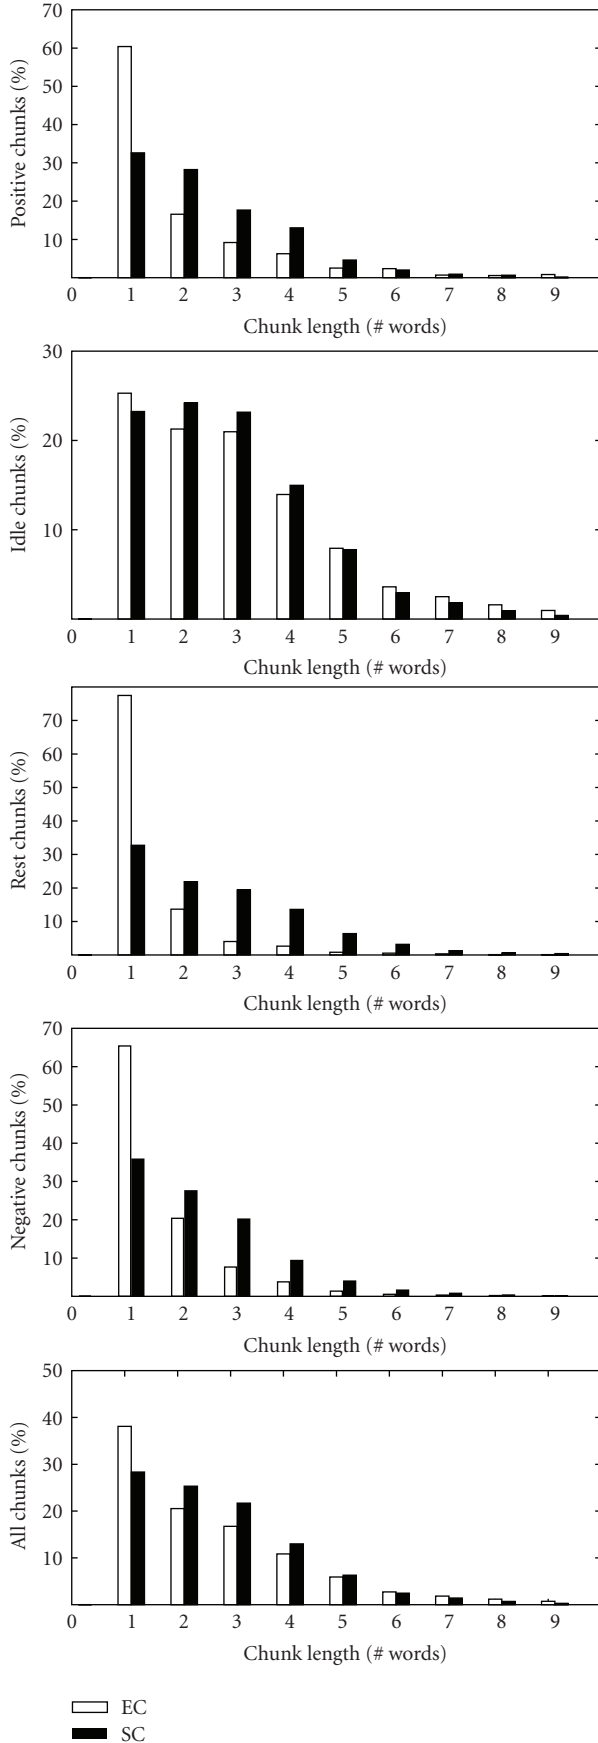 70
60
50
40
30
20
10
Positive chunks (%)
0 1 2 3 4 5 6 7 8 9
Chunk length (# words)
30
20
10
Idle chunks (%)
0 1 2 3 4 5 6 7 8 9
Chunk length (# words)
70
60
50
40
30
20
10
Rest chunks (%)
0 1 2 3 4 5 6 7 8 9
Chunk length (# words)
70
60
50
40
30
20
10
Negative chunks (%)
0 1 2 3 4 5 6 7 8 9
Chunk length (# words)
50
40
30
20
10
All chunks (%)
0 1 2 3 4 5 6 7 8 9
Chunk length (# words)
EC
SC